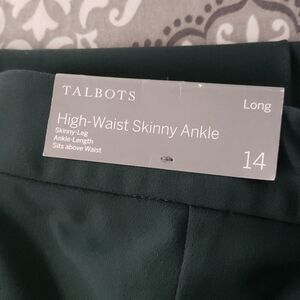 TALBOTS
Long
High-Waist Skinny Ankle
Skinny-Leg
Ankle-Length
Sits above Waist
14